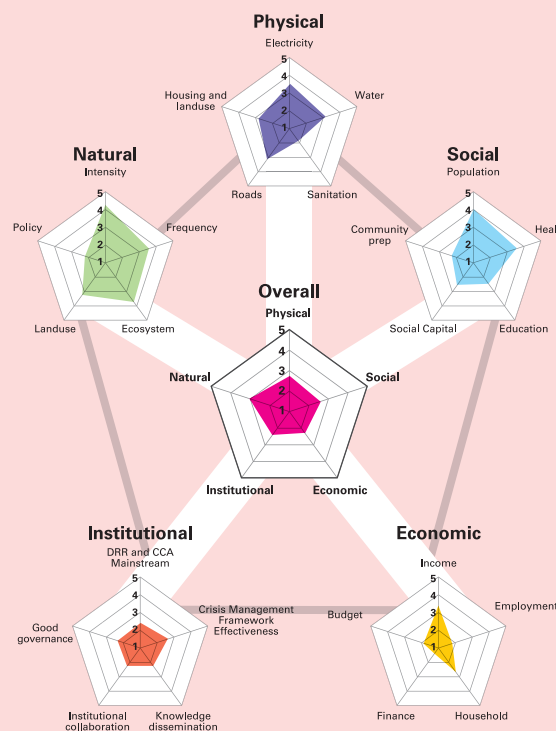 Physical
Electricity
5
4
3
2
1
Water
Sanitation
Roads
Housing and
landuse
Natural
Intensity
5
4
3
2
1
Frequency
Ecosystem
Landuse
Policy
Social
Population
5
4
3
2
1
Heal
Education
Social Capital
Community
prep
Overall
Physical
5
4
3
2
1
Social
Economic
Institutional
Natural
Institutional
DRR and CCA
Mainstream
5
4
3
2
1
Crisis Management
Framework
Effectiveness
Knowledge
dissemination
Institutional
collaboration
Good
governance
Economic
Income
5
4
3
2
1
Employment
Household
Finance
Budget